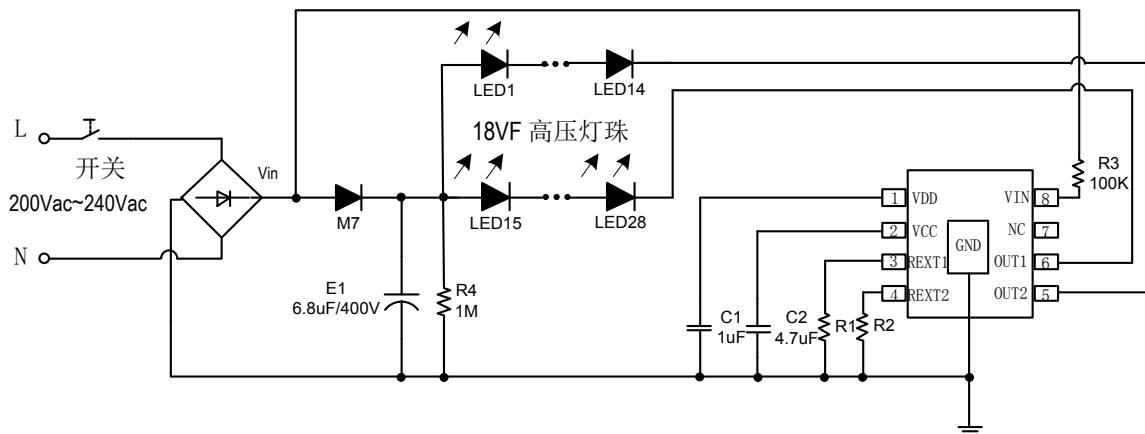 LED1
LED14
18VF 高压灯珠
L
开关
200Vac~240Vac
N
Vin
M7
LED15
LED28
R3
100K
1
VDD
VIN
8
2
VCC
NC
7
GND
3
REXT1
OUT1
6
4
REXT2
OUT2
5
E1
6.8uF/400V
R4
1M
C1
1uF
C2
4.7uF
R1
R2